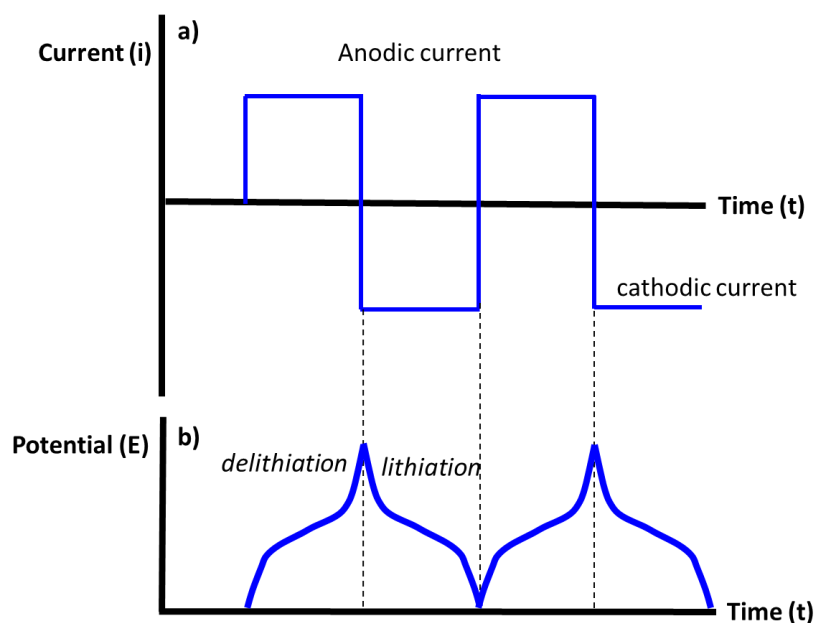 a)
Current (i)
Anodic current
Time (t)
cathodic current
b)
Potential (E)
delithiation
lithiation
Time (t)